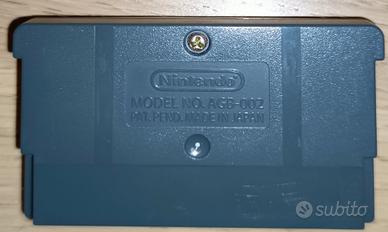 Nintendo
MODEL NO. AGB-002
PAT. PEND. MADE IN JAPAN
subito